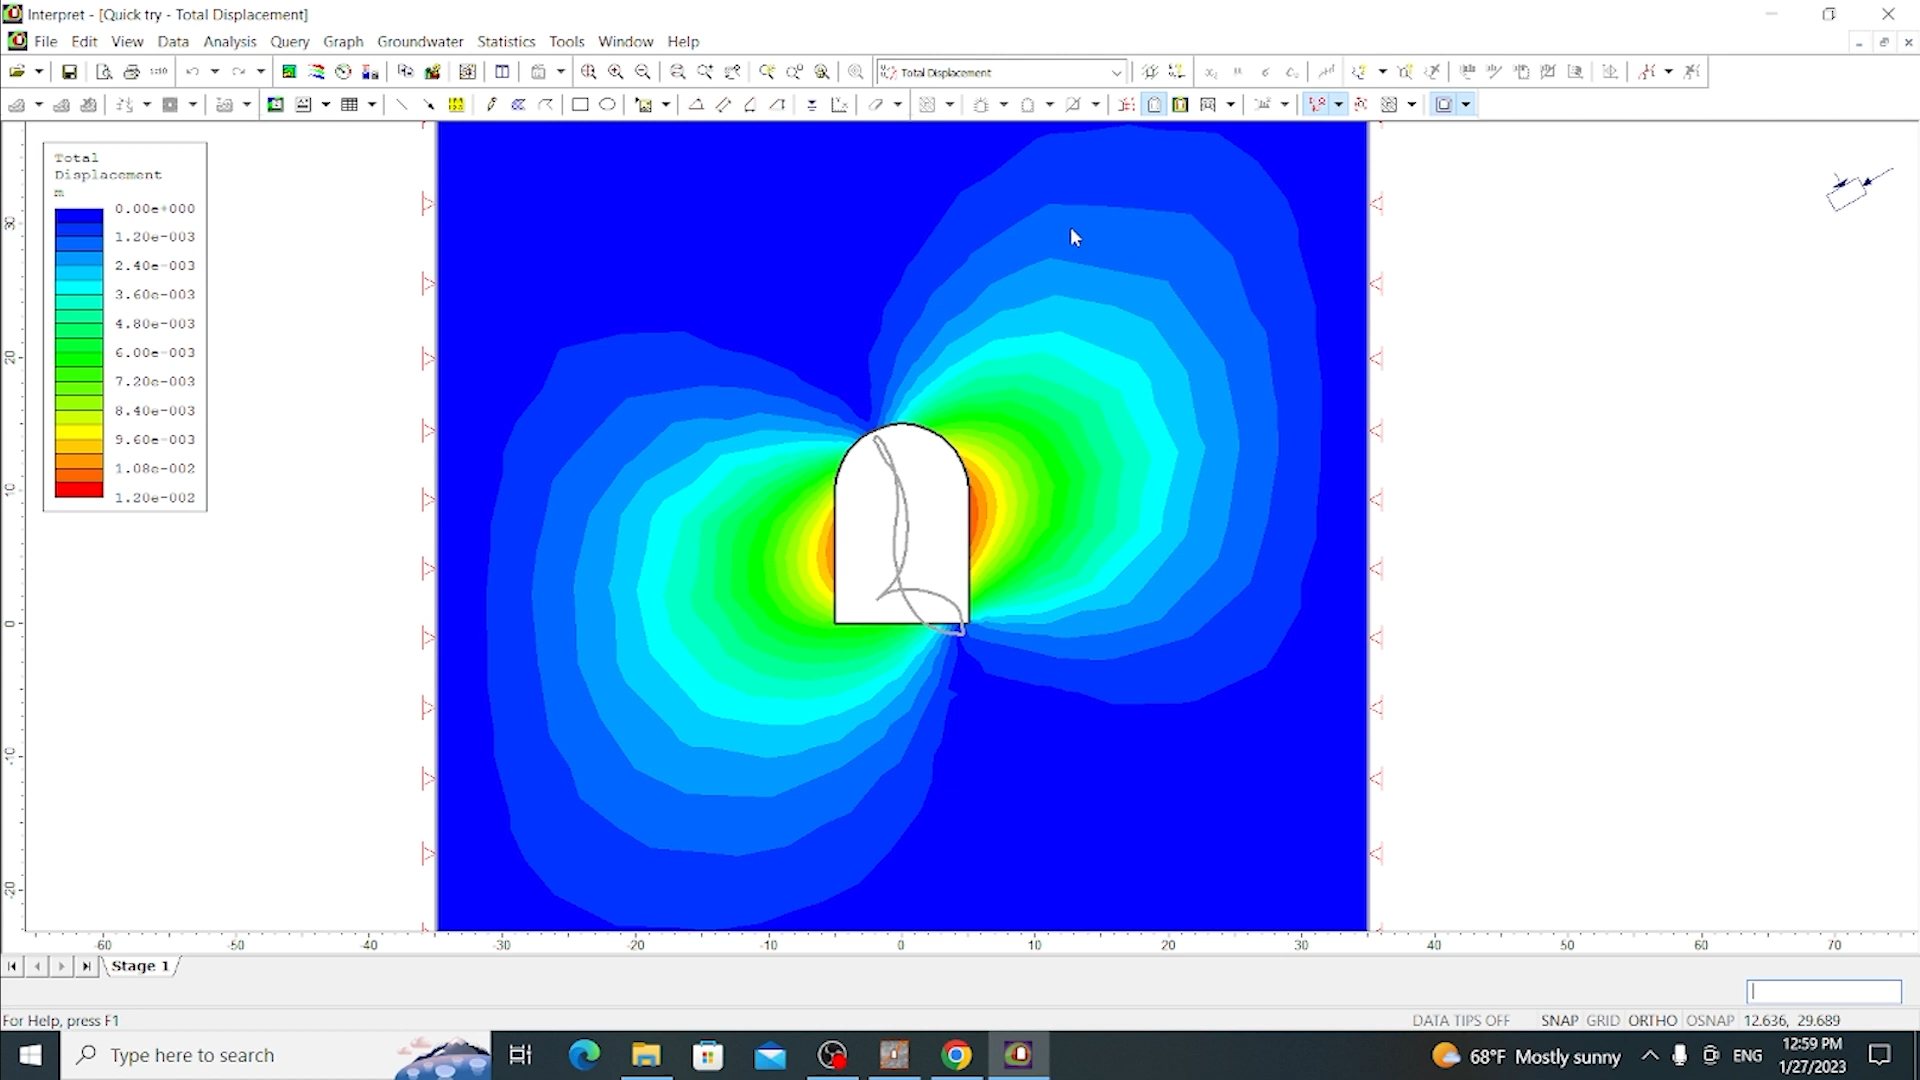 Interpret - [Quick try - Total Displacement]
File Edit View Data Analysis Query Graph Groundwater Statistics Tools Window Help
1:10
Total Displacement
Total
Displacement
m
0.00e+000
1.20e-003
2.40e-003
3.60e-003
4.80e-003
6.00e-003
7.20e-003
8.40e-003
9.60e-003
1.08e-002
1.20e-002
30
20
10
0
-10
-20
-60 -50 -40 -30 -20 -10 0 10 20 30 40 50 60 70
Stage 1
For Help, press F1
DATA TIPS OFF SNAP GRID ORTHO OSNAP 12.636, 29.689
Type here to search
68°F Mostly sunny
ENG
12:59 PM
1/27/2023